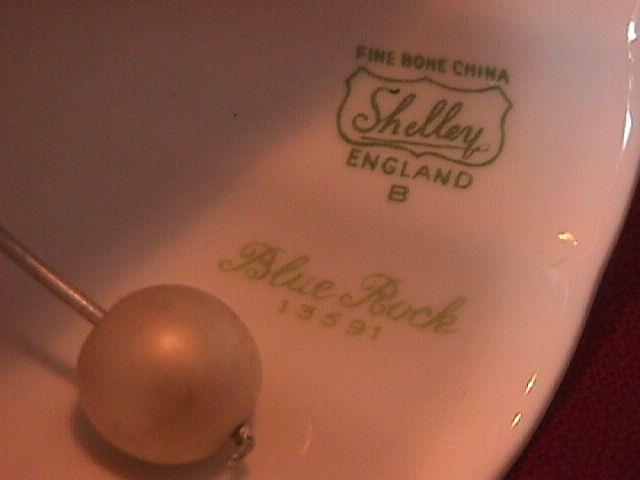 FINE BONE CHINA
Shelley
ENGLAND
B
Blue Rock
13591